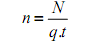 n = N / q.t